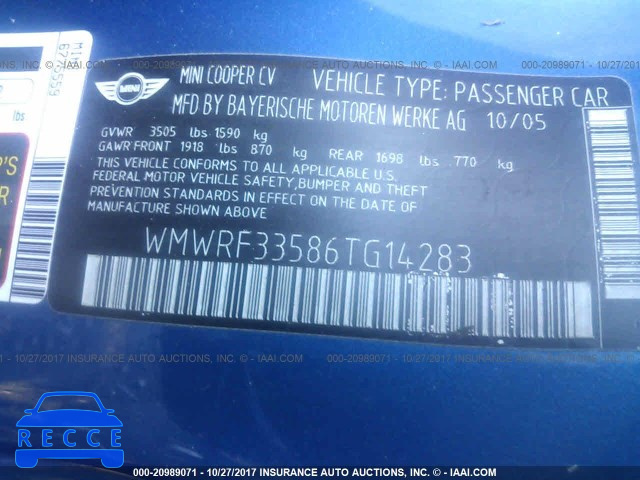 MINI
MINI COOPER CV VEHICLE TYPE: PASSENGER CAR
MFD BY BAYERISCHE MOTOREN WERKE AG 10/05
GVWR 3505 lbs 1590 kg
GAWR FRONT 1918 lbs 870 kg REAR 1698 lbs 770 kg
THIS VEHICLE CONFORMS TO ALL APPLICABLE U.S.
FEDERAL MOTOR VEHICLE SAFETY, BUMPER AND THEFT
PREVENTION STANDARDS IN EFFECT ON THE DATE
OF MANUFACTURE SHOWN ABOVE
WMWRF33586TG14283
lbs
000-20989071 - 10/27/2017 INSURANCE AUTO AUCTIONS, INC. © - IAAI.COM
RECCE
000-20989071 - 10/27/2017 INSURANCE AUTO AUCTIONS, INC. © - IAAI.COM